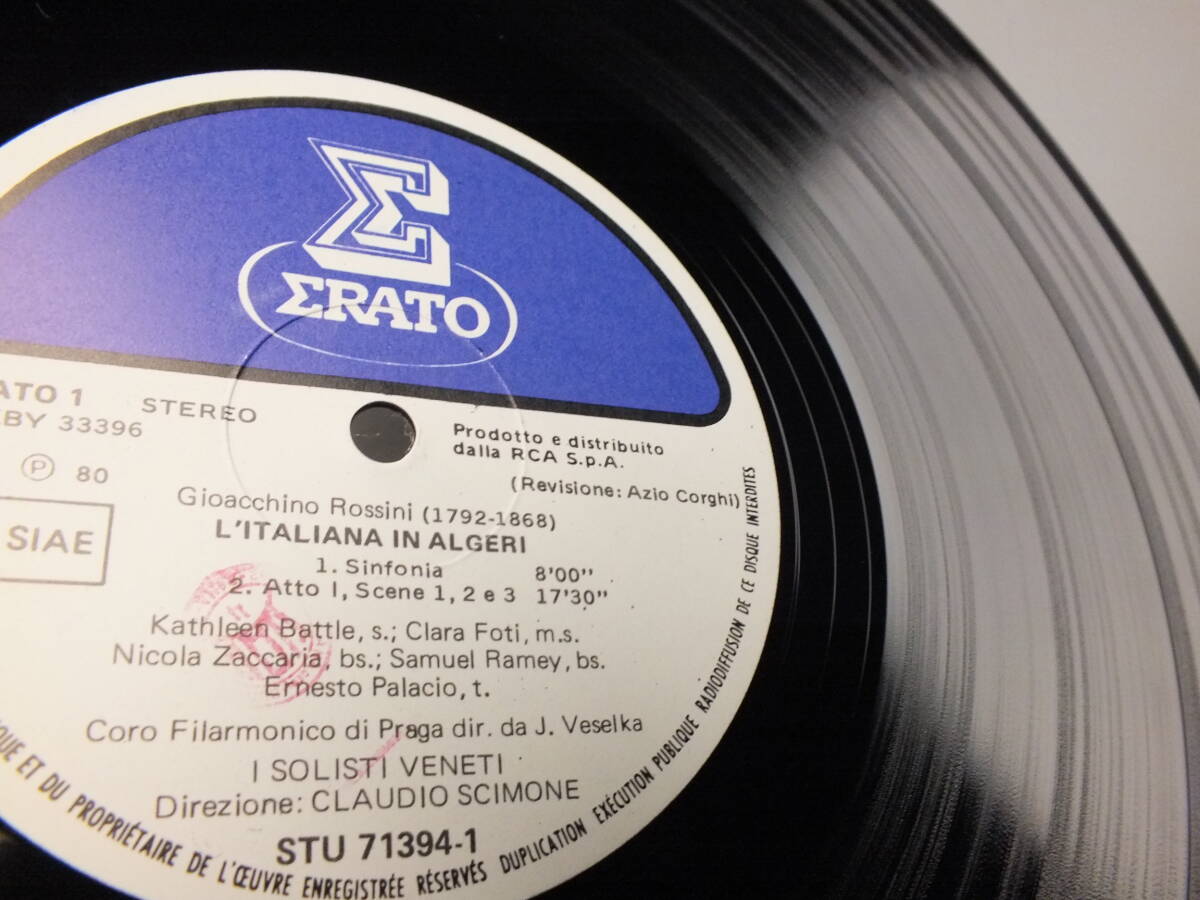 ERATO
ATO 1 STEREO
BY 33396
Prodotto e distribuito
dalla RCA S.p.A.
Ⓟ 80
(Revisione: Azio Corghi)
SIAE
Gioacchino Rossini (1792-1868)
L'ITALIANA IN ALGERI
1. Sinfonia 8'00"
2. Atto I, Scene 1, 2 e 3 17'30"
Kathleen Battle, s.; Clara Foti, m.s.
Nicola Zaccaria, bs.; Samuel Ramey, bs.
Ernesto Palacio, t.
Coro Filarmonico di Praga dir. da J. Veselka
I SOLISTI VENETI
Direzione: CLAUDIO SCIMONE
STU 71394-1
QUE ET DU PROPRIÉTAIRE DE L'ŒUVRE ENREGISTRÉE RÉSERVÉS DUPLICATION EXÉCUTION PUBLIQUE RADIODIFFUSION DE CE DISQUE INTERDITES